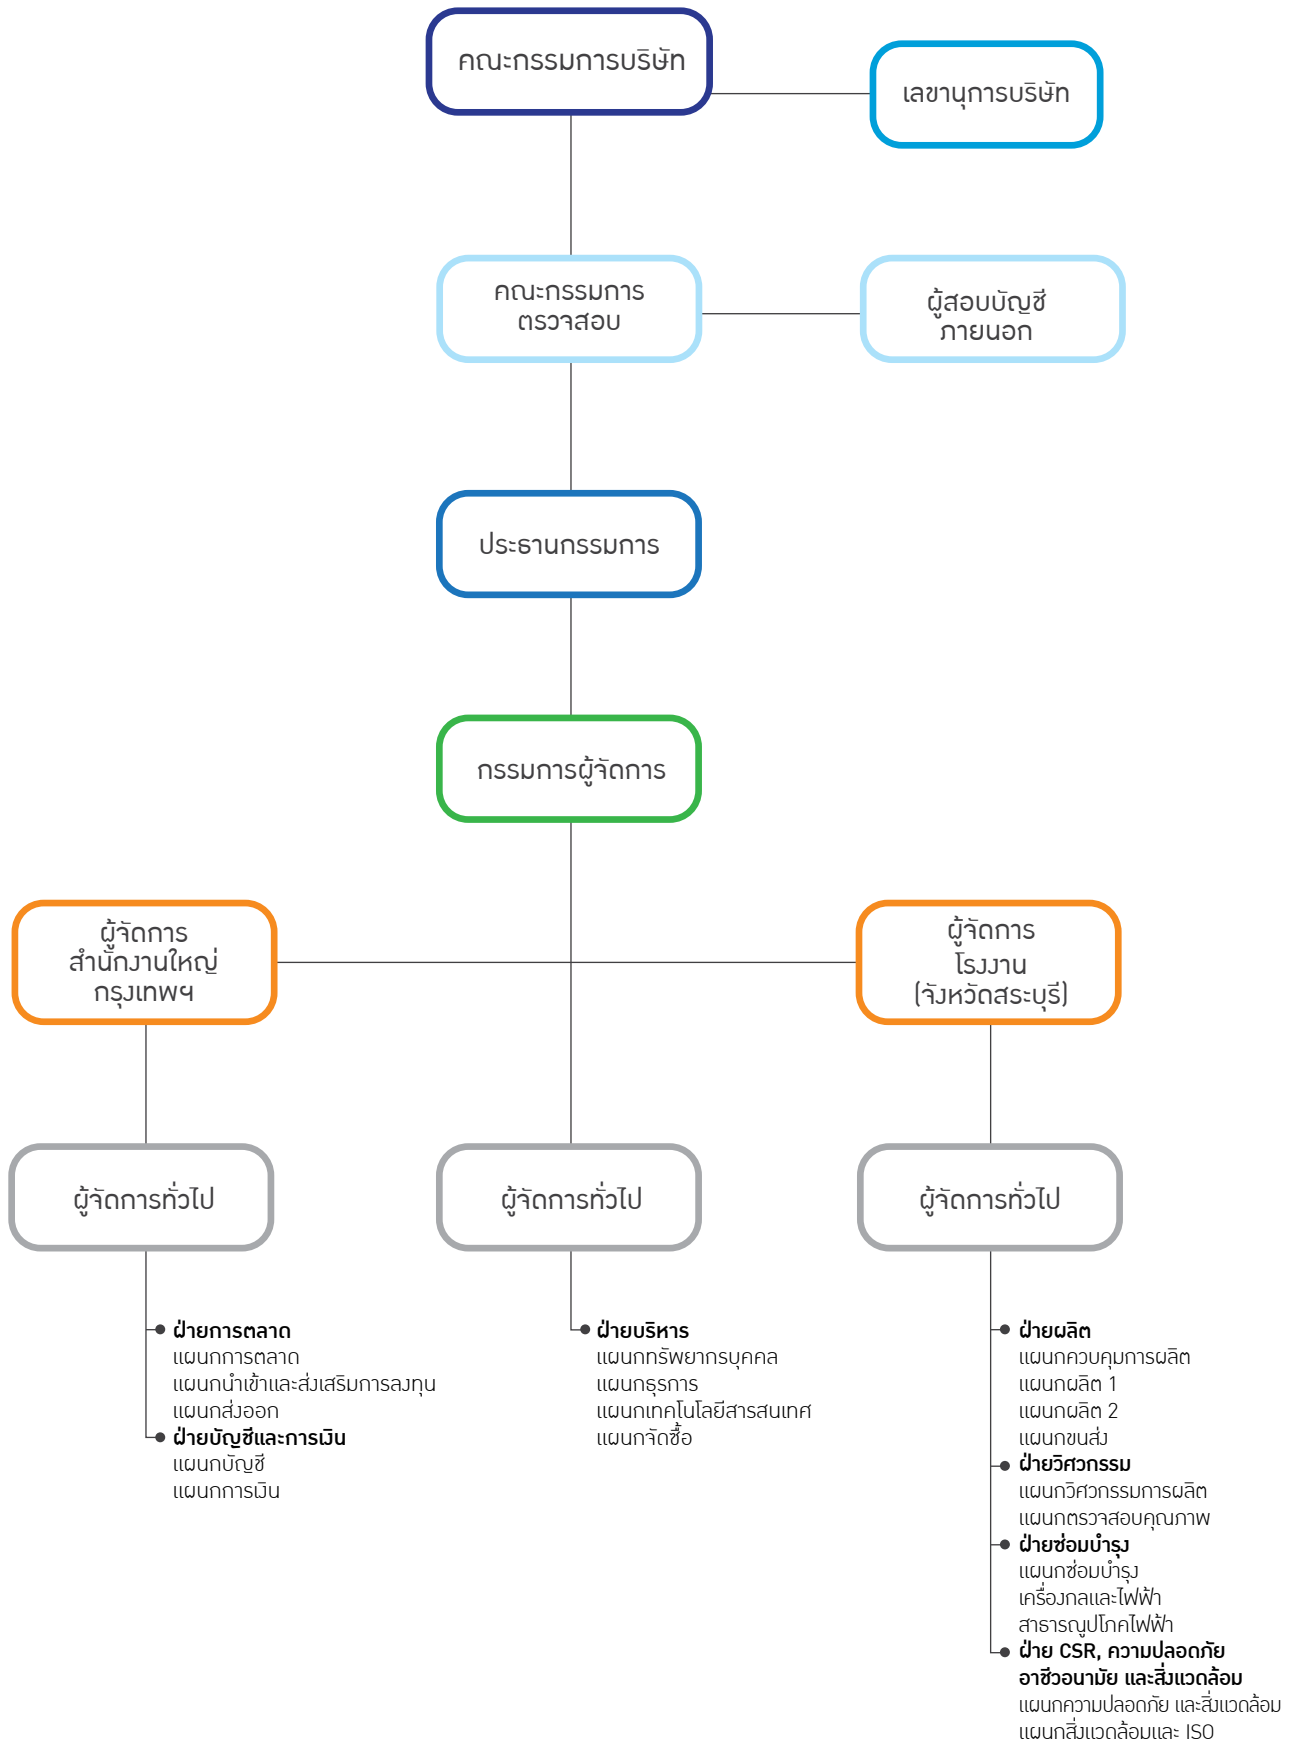 คณะกรรมการบริษัท
เลขานุการบริษัท
คณะกรรมการ
ตรวจสอบ
ผู้สอบบัญชี
ภายนอก
ประธานกรรมการ
กรรมการผู้จัดการ
ผู้จัดการ
สำนักงานใหญ่
กรุงเทพฯ
ผู้จัดการ
โรงงาน
(จังหวัดสระบุรี)
ผู้จัดการทั่วไป
ผู้จัดการทั่วไป
ผู้จัดการทั่วไป
ฝ่ายการตลาด
แผนกการตลาด
แผนกนำเข้าและส่งเสริมการลงทุน
แผนกส่งออก
ฝ่ายบัญชีและการเงิน
แผนกบัญชี
แผนกการเงิน
ฝ่ายบริหาร
แผนกทรัพยากรบุคคล
แผนกธุรการ
แผนกเทคโนโลยีสารสนเทศ
แผนกจัดซื้อ
ฝ่ายผลิต
แผนกควบคุมการผลิต
แผนกผลิต 1
แผนกผลิต 2
แผนกขนส่ง
ฝ่ายวิศวกรรม
แผนกวิศวกรรมการผลิต
แผนกตรวจสอบคุณภาพ
ฝ่ายซ่อมบำรุง
แผนกซ่อมบำรุง
เครื่องกลและไฟฟ้า
สาธารณูปโภคไฟฟ้า
ฝ่าย CSR, ความปลอดภัย
อาชีวอนามัย และสิ่งแวดล้อม
แผนกความปลอดภัย และสิ่งแวดล้อม
แผนกสิ่งแวดล้อมและ ISO